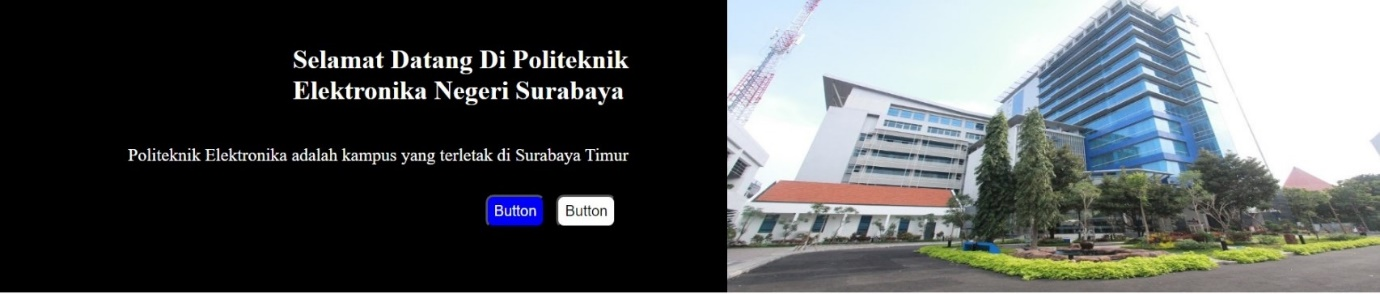 Selamat Datang Di Politeknik
Elektronika Negeri Surabaya
Politeknik Elektronika adalah kampus yang terletak di Surabaya Timur
Button Button